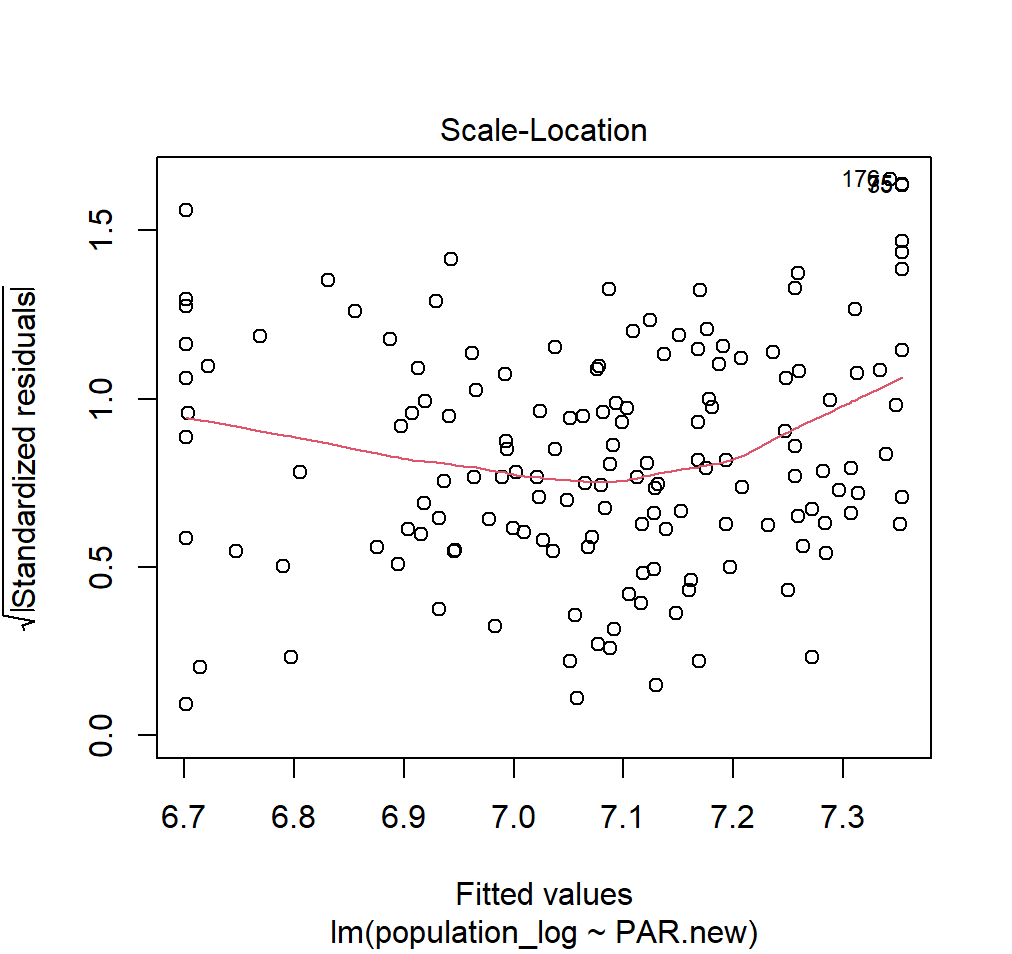 Scale-Location
176
√|Standardized residuals|
1.5
1.0
0.5
0.0
6.7 6.8 6.9 7.0 7.1 7.2 7.3
Fitted values
lm(population_log ~ PAR.new)